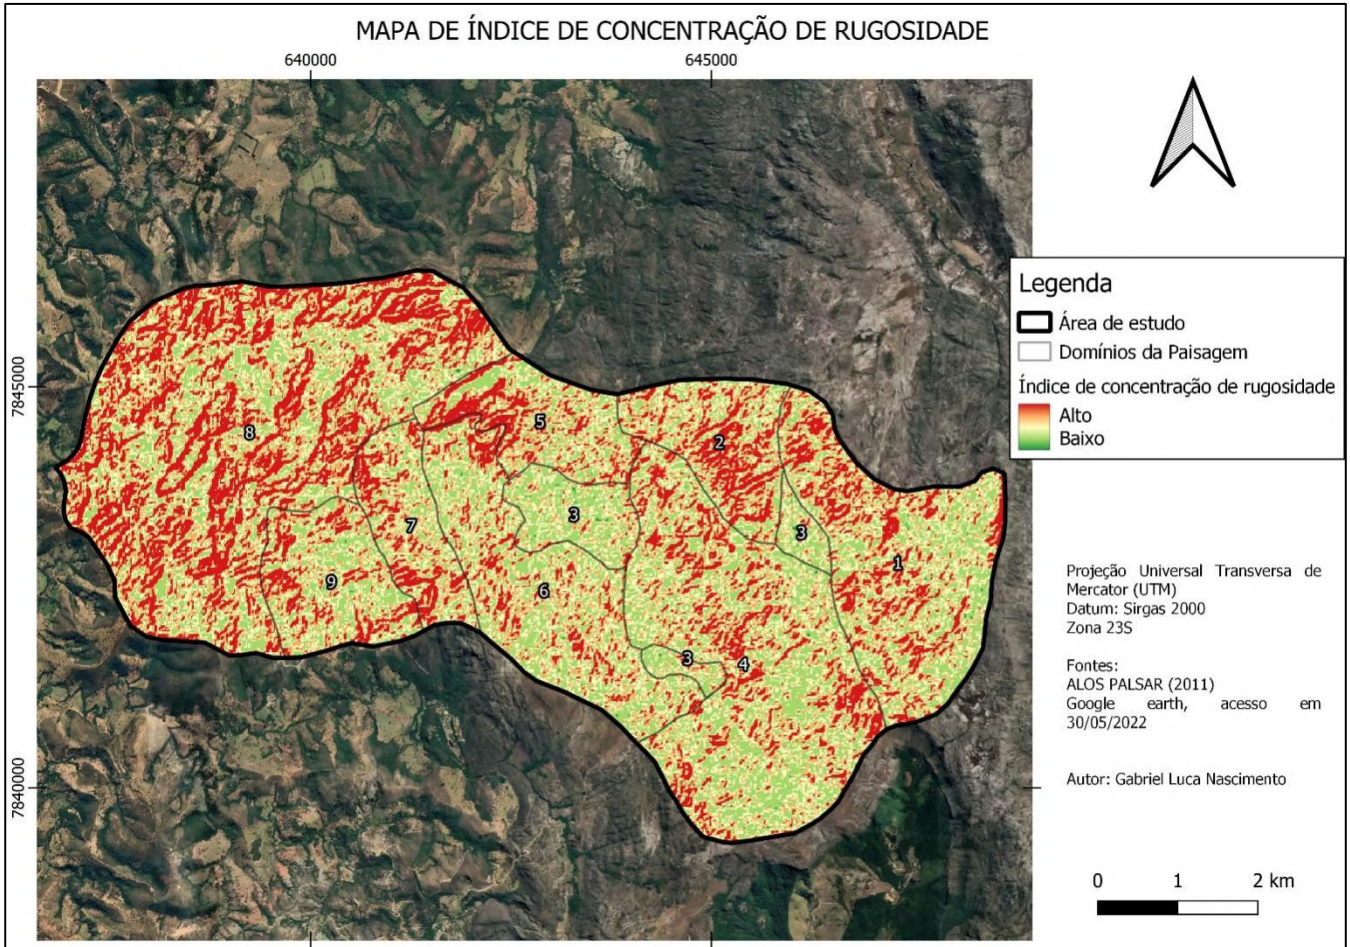 MAPA DE ÍNDICE DE CONCENTRAÇÃO DE RUGOSIDADE
640000
645000
7845000
7840000
8
5
2
3
3
7
1
9
6
3
4
Legenda
Área de estudo
Domínios da Paisagem
Índice de concentração de rugosidade
Alto
Baixo
Projeção Universal Transversa de
Mercator (UTM)
Datum: Sirgas 2000
Zona 23S
Fontes:
ALOS PALSAR (2011)
Google earth, acesso em
30/05/2022
Autor: Gabriel Luca Nascimento
0 1 2 km